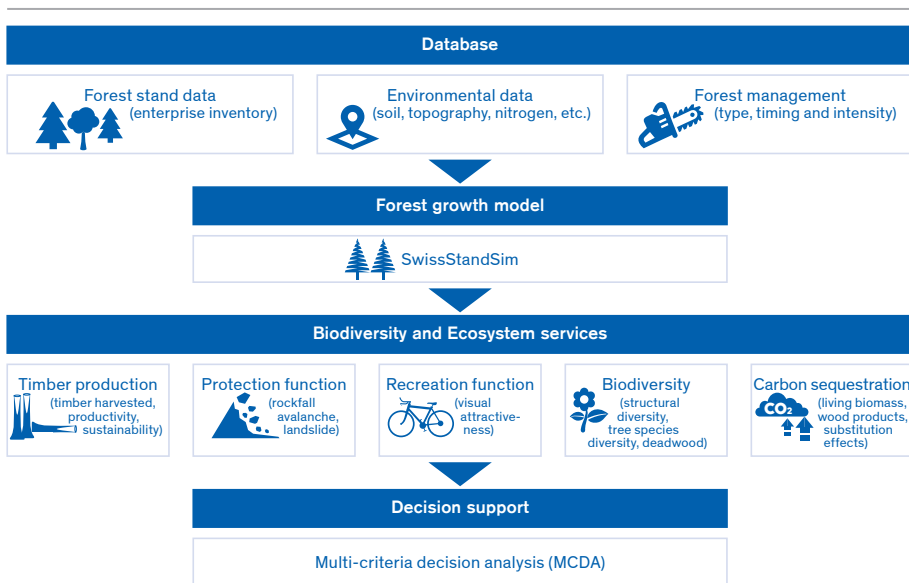 Database
Forest stand data
(enterprise inventory)
Environmental data
(soil, topography, nitrogen, etc.)
Forest management
(type, timing and intensity)
Forest growth model
SwissStandSim
Biodiversity and Ecosystem services
Timber production
(timber harvested,
productivity,
sustainability)
Protection function
(rockfall
avalanche,
landslide)
Recreation function
(visual
attractive-
ness)
Biodiversity
(structural
diversity,
tree species
diversity, deadwood)
Carbon sequestration
CO2
(living biomass,
wood products,
substitution
effects)
Decision support
Multi-criteria decision analysis (MCDA)